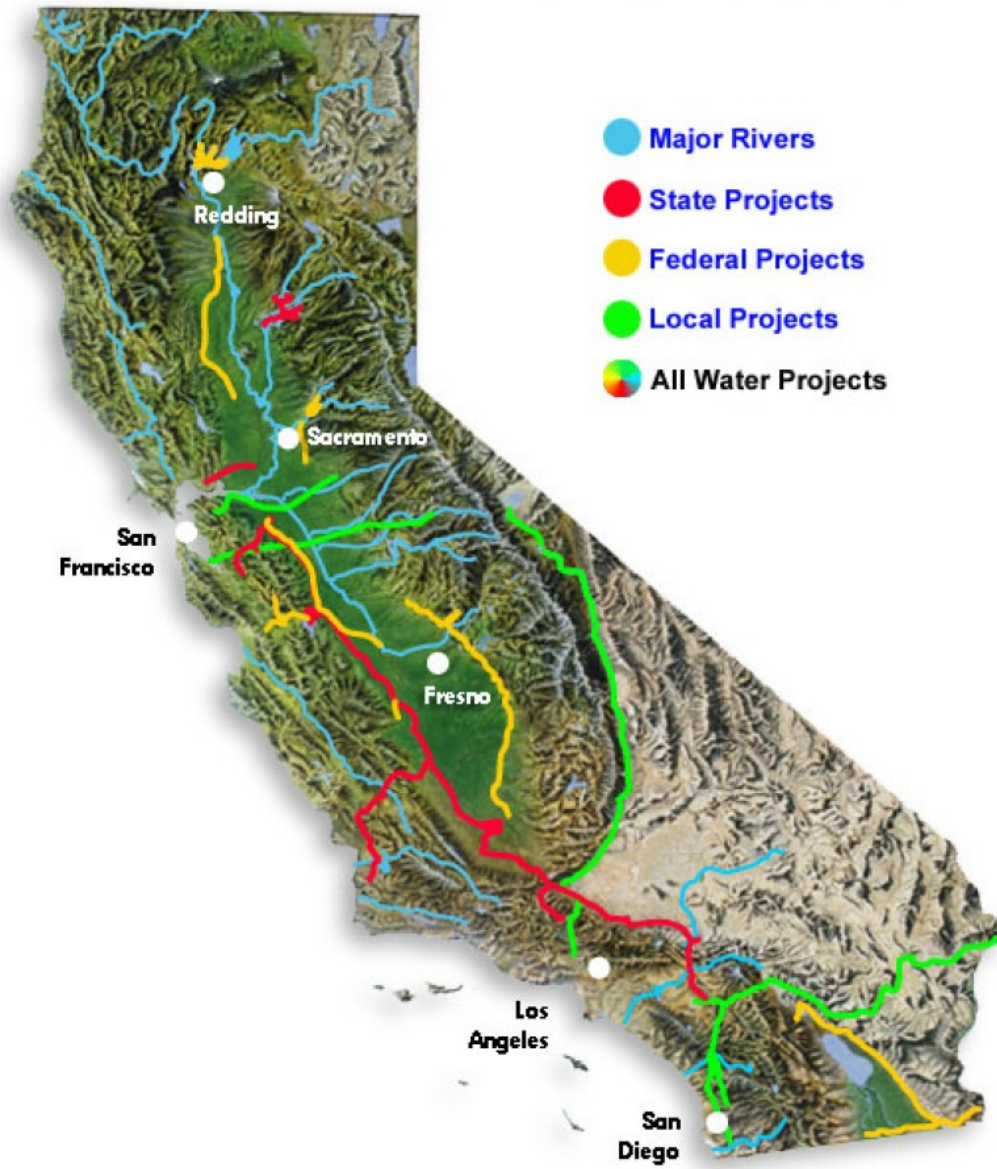 Major Rivers
State Projects
Federal Projects
Local Projects
All Water Projects
Redding
Sacramento
San
Francisco
Fresno
Los
Angeles
San
Diego